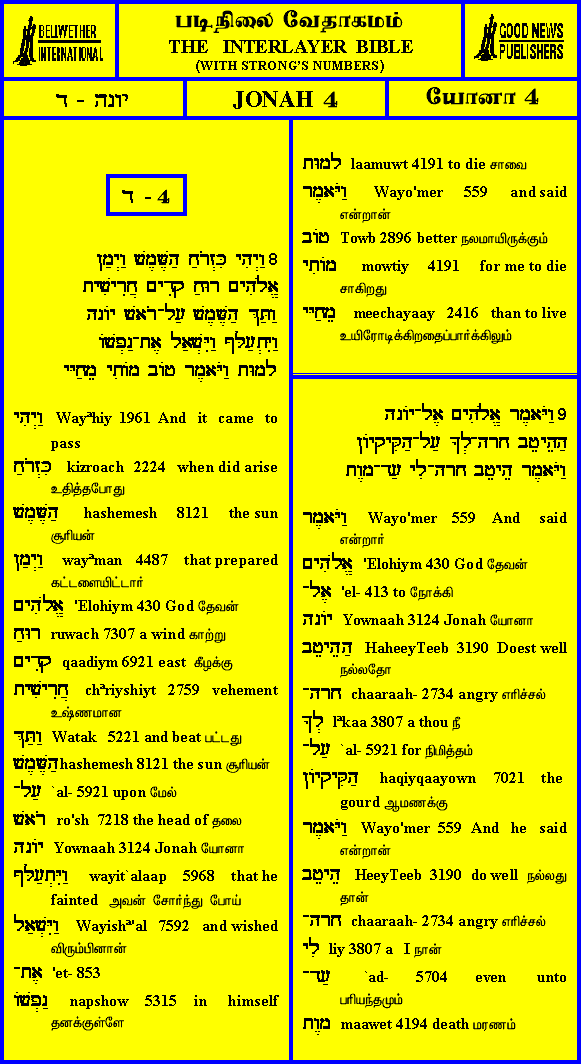 BELLWETHER
INTERNATIONAL
படிநிலை வேதாகமம்
THE INTERLAYER BIBLE
(WITH STRONG'S NUMBERS)
GOOD NEWS
PUBLISHERS
יונה - ד
JONAH 4
யோனா 4
ד - 4
8 וַיְהִי כִּזְרֹחַ הַשֶּׁמֶשׁ וַיְמַן
אֱלֹהִים רוּחַ קָדִים חֲרִישִׁית
וַתַּךְ הַשֶּׁמֶשׁ עַל־רֹאשׁ יוֹנָה
וַיִּתְעַלָּף וַיִּשְׁאַל אֶת־נַפְשׁוֹ
לָמוּת וַיֹּאמֶר טוֹב מוֹתִי מֵחַיָּי
וַיְהִי Wayªhiy 1961 And it came to
pass
כִּזְרֹחַ kizroach 2224 when did arise
உதித்தபோது
הַשֶּׁמֶשׁ hashemesh 8121 the sun
சூரியன்
וַיְמַן wayªman 4487 that prepared
கட்டளையிட்டார்
אֱלֹהִים 'Elohiym 430 God தேவன்
רוּחַ ruwach 7307 a wind காற்று
קָדִים qaadiym 6921 east கீழக்கு
חֲרִישִׁית chªriyshiyt 2759 vehement
உஷ்ணமான
וַתַּךְ Watak 5221 and beat பட்டது
הַשֶּׁמֶשׁ hashemesh 8121 the sun சூரியன்
עַל־ `al- 5921 upon மேல்
רֹאשׁ ro'sh 7218 the head of தலை
יוֹנָה Yownaah 3124 Jonah யோனா
וַיִּתְעַלָּף wayit`alaap 5968 that he
fainted அவன் சோர்ந்து போய்
וַיִּשְׁאַל Wayishª'al 7592 and wished
விரும்பினான்
אֶת־ 'et- 853
נַפְשׁוֹ napshow 5315 in himself
தனக்குள்ளே
לָמוּת laamuwt 4191 to die சாவை
וַיֹּאמֶר Wayo'mer 559 and said
என்றான்
טוֹב Towb 2896 better நலமாயிருக்கும்
מוֹתִי mowtiy 4191 for me to die
சாகிறது
מֵחַיָּי meechayaay 2416 than to live
உயிரோடிக்கிறதைப்பார்க்கிலும்
9 וַיֹּאמֶר אֱלֹהִים אֶל־יוֹנָה
הַהֵיטֵב חָרָה־לְךָ עַל־הַקִּיקָיוֹן
וַיֹּאמֶר הֵיטֵב חָרָה־לִי עַד־מָוֶת
וַיֹּאמֶר Wayo'mer 559 And said
என்றார்
אֱלֹהִים 'Elohiym 430 God தேவன்
אֶל־ 'el- 413 to நோக்கி
יוֹנָה Yownaah 3124 Jonah யோனா
הַהֵיטֵב HaheeyTeeb 3190 Doest well
நல்லதோ
חָרָה־ chaaraah- 2734 angry எரிச்சல்
לְךָ lªkaa 3807 a thou நீ
עַל־ `al- 5921 for நிமித்தம்
הַקִּיקָיוֹן haqiyqaayown 7021 the
gourd ஆமணக்கு
וַיֹּאמֶר Wayo'mer 559 And he said
என்றான்
הֵיטֵב HeeyTeeb 3190 do well நல்லது
தான்
חָרָה־ chaaraah- 2734 angry எரிச்சல்
לִי liy 3807 a I நான்
עַד־ `ad- 5704 even unto
பரியந்தமும்
מָוֶת maawet 4194 death மரணம்